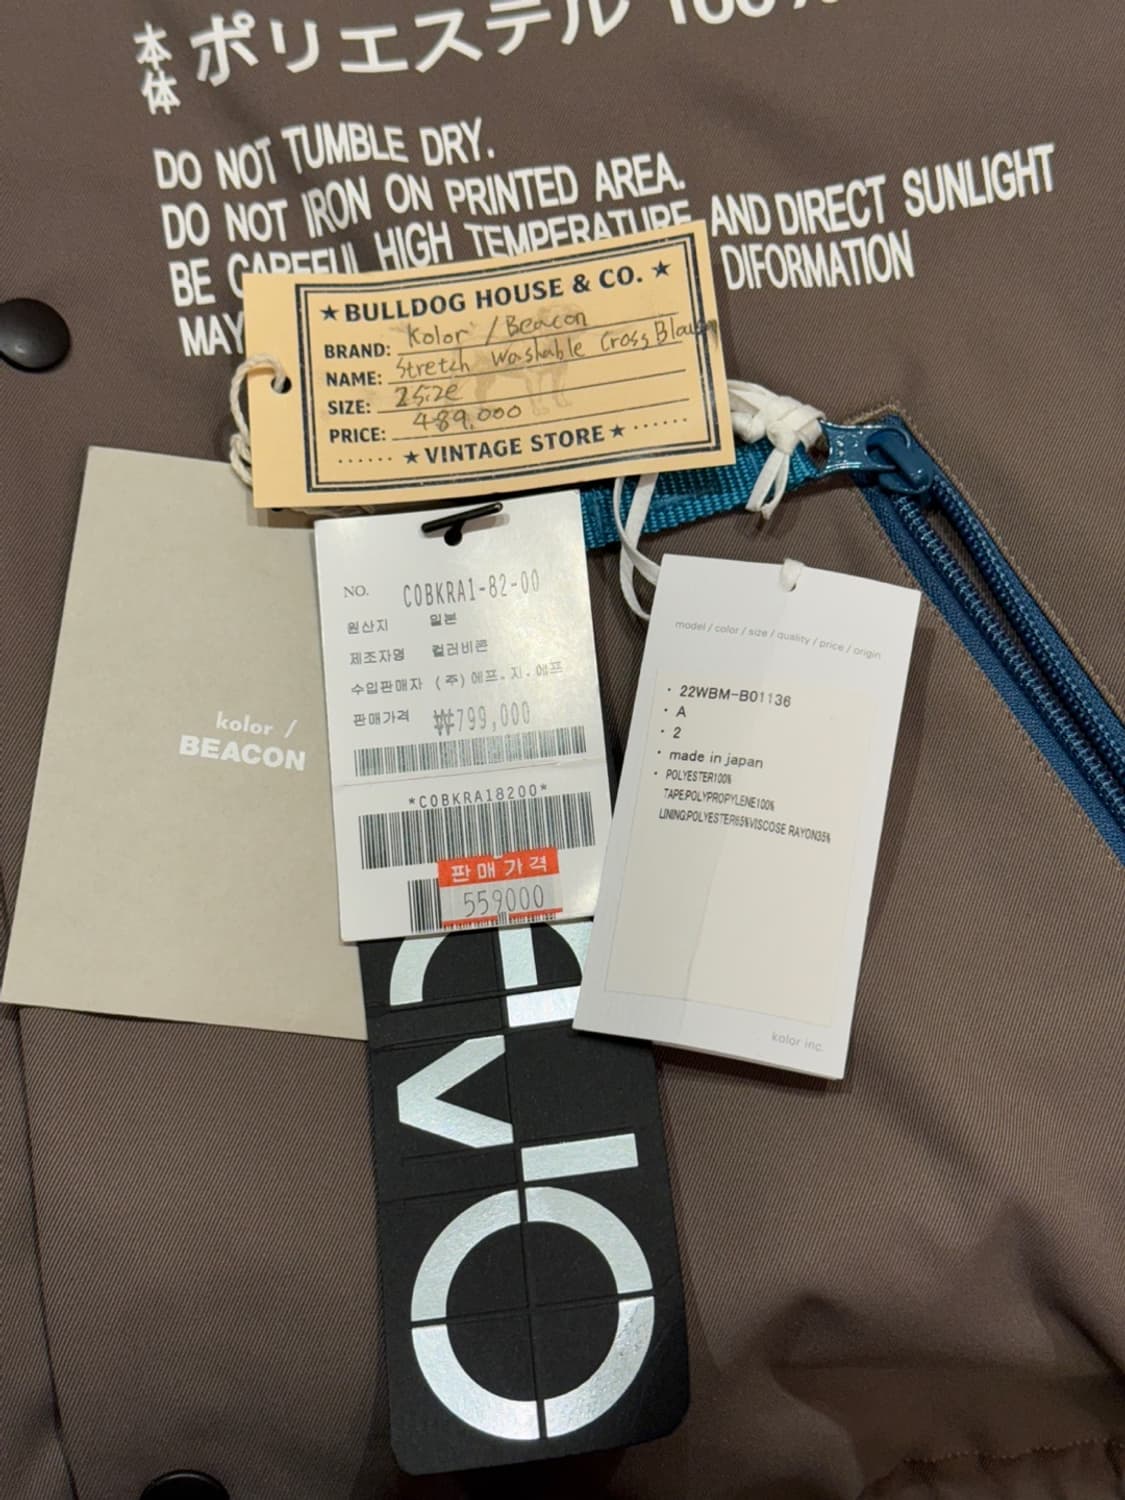 本体 ポリエステル 100%
DO NOT TUMBLE DRY.
DO NOT IRON ON PRINTED AREA.
BE CAREFUL HIGH TEMPERATURE AND DIRECT SUNLIGHT
MAY DIFORMATION
★ BULLDOG HOUSE & CO. ★
BRAND: Kolor / Beacon
NAME: Stretch Washable Cross Blouson
SIZE: 2size
PRICE: 489,000
······ ★ VINTAGE STORE ★ ······
kolor /
BEACON
NO. C0BKRA1-82-00
원산지 일본
제조자명 컬러비콘
수입판매자 (주)에프.지.에프
판매가격 ₩799,000
*C0BKRA18200*
판매가격
559000
model / color / size / quality / price / origin
· 22WBM-B01136
· A
· 2
· made in japan
· POLYESTER100%
TAPE:POLYPROPYLENE100%
LINING:POLYESTER65%VISCOSE RAYON35%
kolor inc.